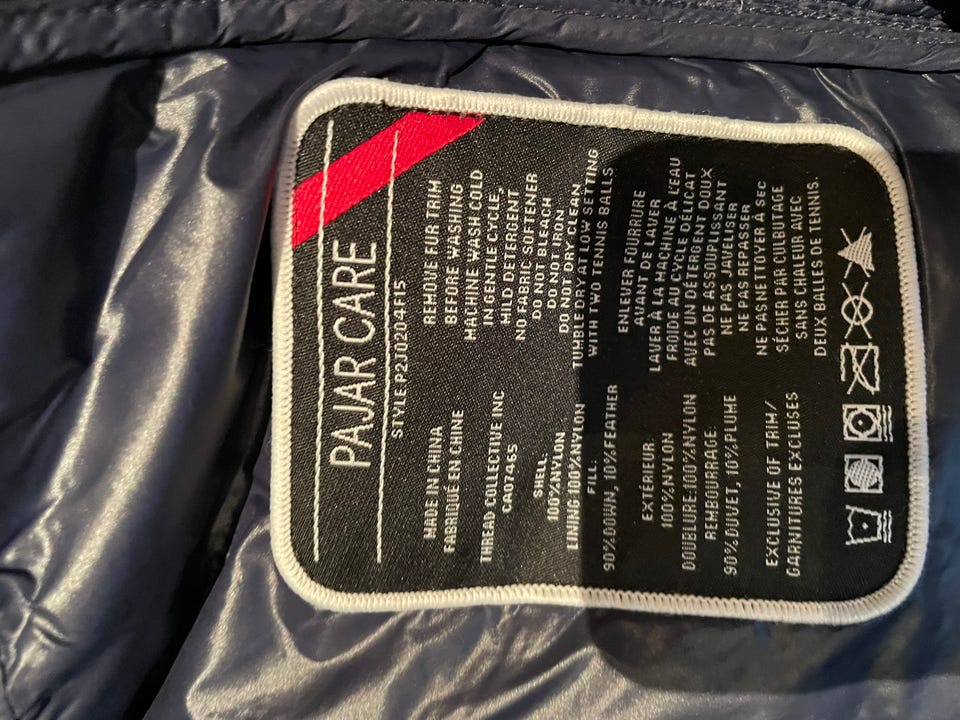 PAJAR CARE
STYLE P2J0204F15
MADE IN CHINA
FABRIQUÉ EN CHINE
THREAD COLLECTIVE INC
CA07465
SHELL:
100%NYLON
LINING:100%NYLON
FILL:
90%DOWN, 10%FEATHER
EXTÉRIEUR:
100%NYLON
DOUBLURE:100%NYLON
REMBOURRAGE:
90%DUVET, 10%PLUME
EXCLUSIVE OF TRIM/
GARNITURES EXCLUSES
REMOVE FUR TRIM
BEFORE WASHING
MACHINE WASH COLD
IN GENTLE CYCLE,
MILD DETERGENT
NO FABRIC SOFTENER
DO NOT BLEACH
DO NOT IRON
DO NOT DRY CLEAN
TUMBLE DRY AT LOW SETTING
WITH TWO TENNIS BALLS
ENLEVER FOURRURE
AVANT DE LAVER
LAVER À LA MACHINE À L'EAU
FROIDE AU CYCLE DÉLICAT
AVEC UN DÉTERGENT DOUX
PAS DE ASSOUPLISSANT
NE PAS JAVELISER
NE PAS REPASSER
NE PAS NETTOYER À SEC
SÉCHER PAR CULBUTAGE
SANS CHALEUR AVEC
DEUX BALLES DE TENNIS.